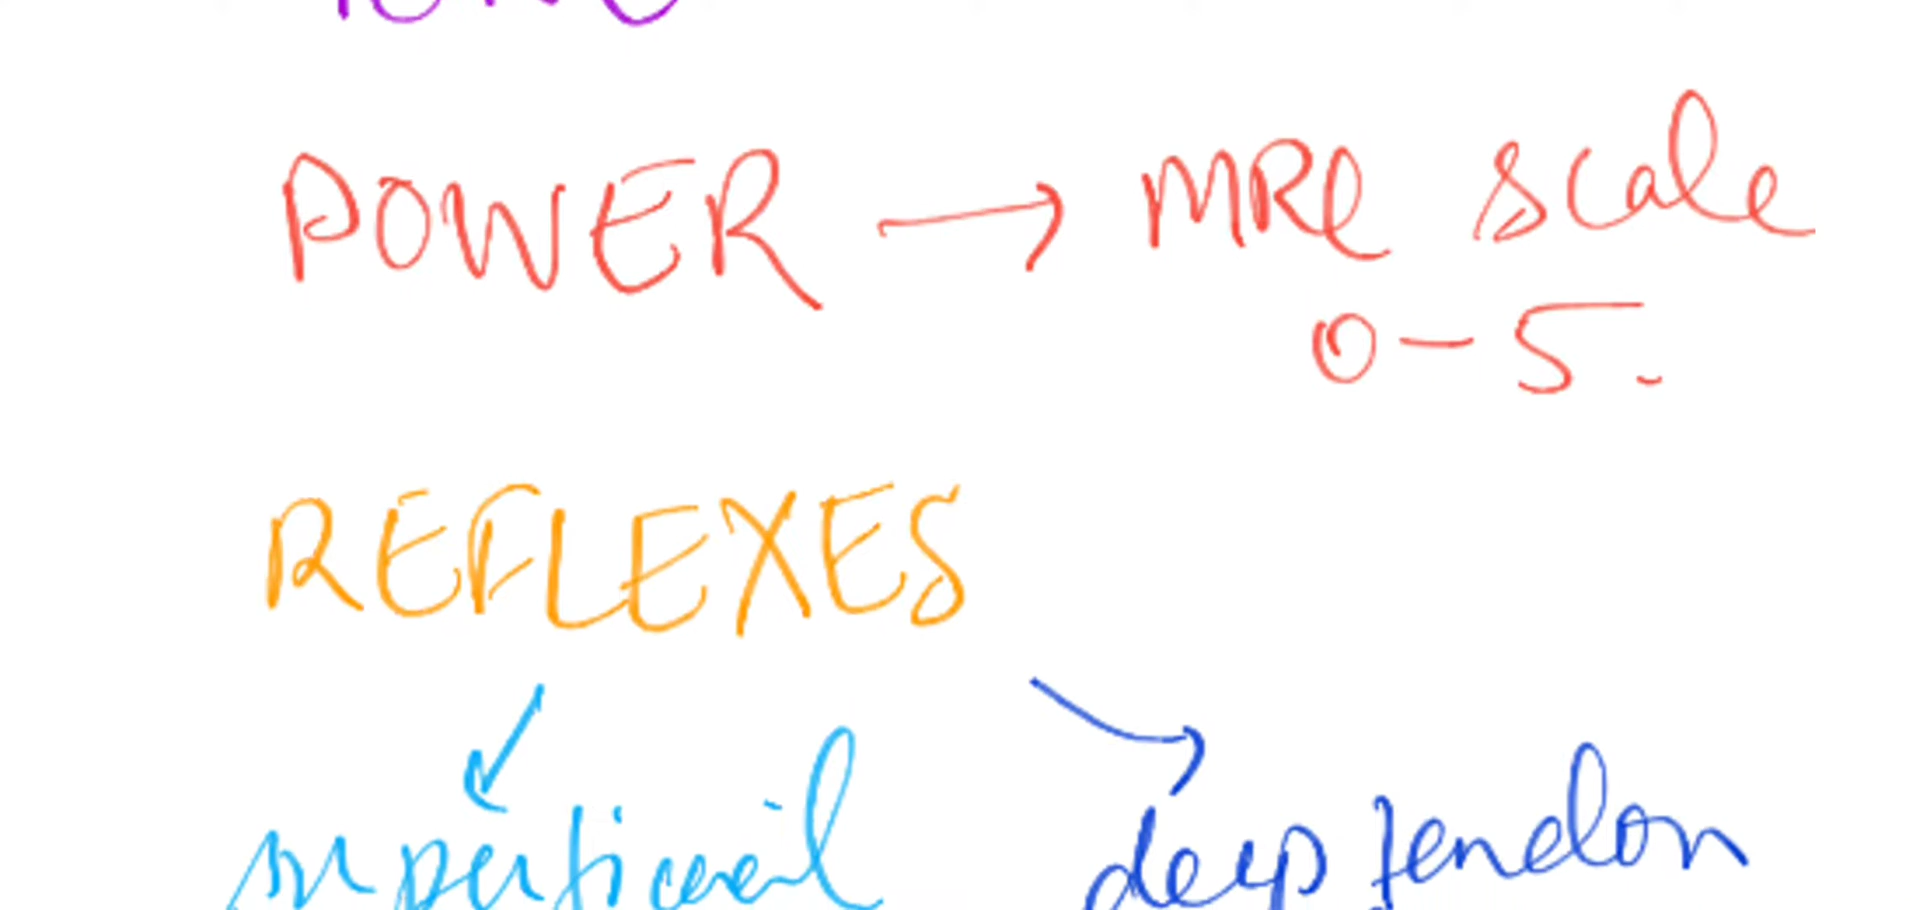 POWER → MRC scale
0-5.
REFLEXES
superficial deep tendon